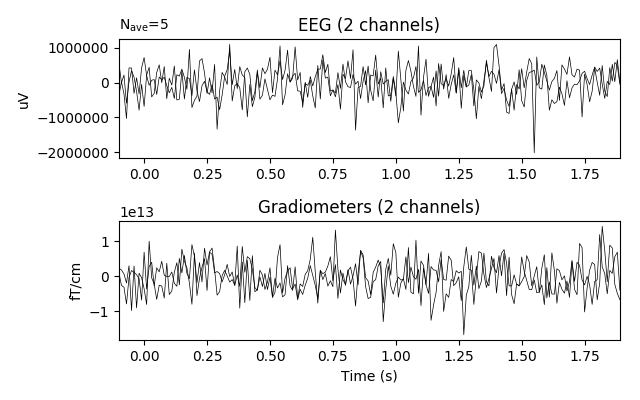 N_ave=5
EEG (2 channels)
1000000
0
−1000000
−2000000
uV
0.00 0.25 0.50 0.75 1.00 1.25 1.50 1.75
1e13
Gradiometers (2 channels)
1
0
−1
fT/cm
0.00 0.25 0.50 0.75 1.00 1.25 1.50 1.75
Time (s)